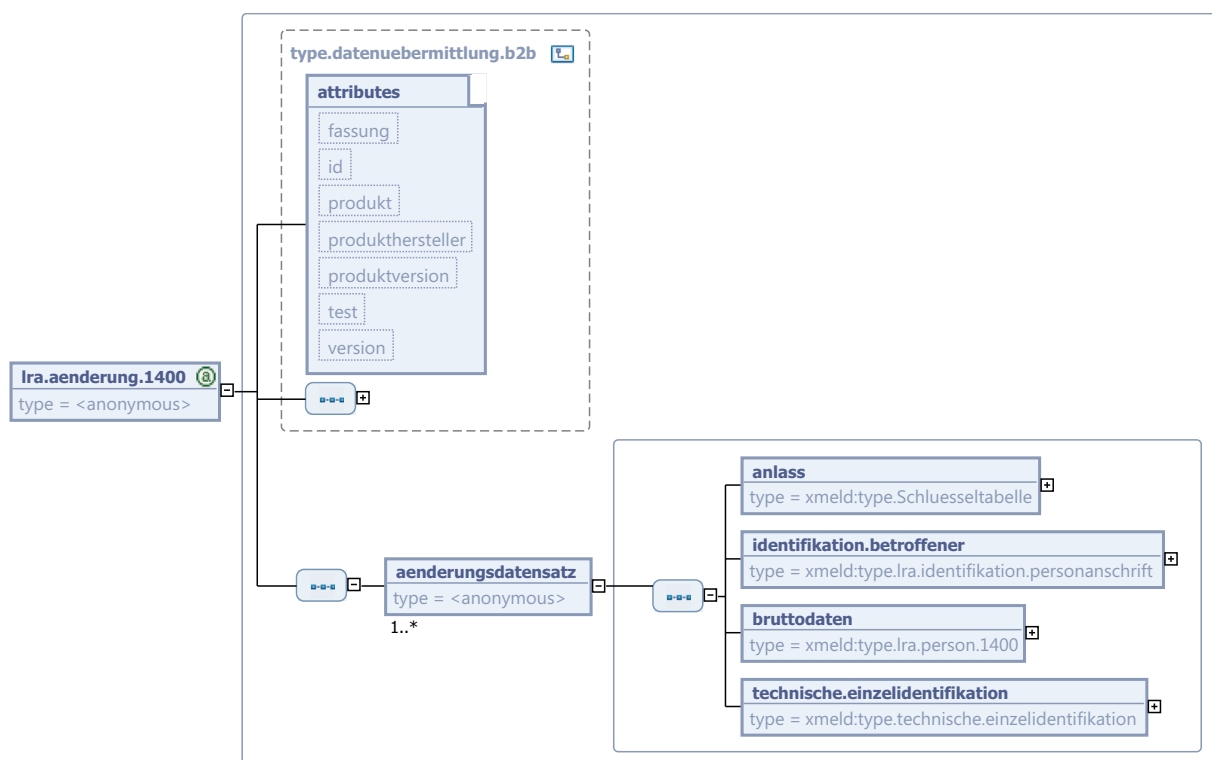 type.datenuebermittlung.b2b
attributes
fassung
id
produkt
produkthersteller
produktversion
test
version
lra.aenderung.1400 @
type = <anonymous>
aenderungsdatensatz
type = <anonymous>
1..*
anlass
type = xmeld:type.Schluesseltabelle
identifikation.betroffener
type = xmeld:type.lra.identifikation.personanschrift
bruttodaten
type = xmeld:type.lra.person.1400
technische.einzelidentifikation
type = xmeld:type.technische.einzelidentifikation